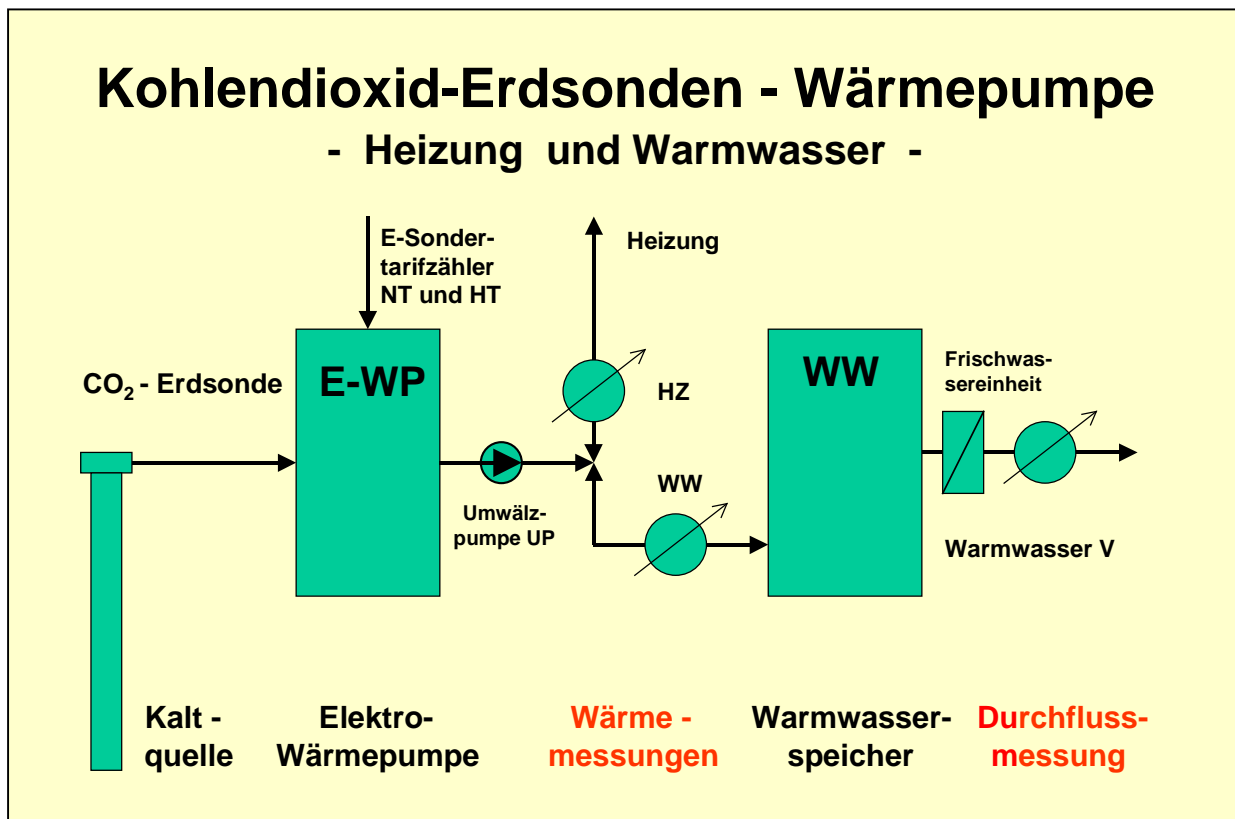 Kohlendioxid-Erdsonden - Wärmepumpe
- Heizung und Warmwasser -
E-Sonder-
tarifzähler
NT und HT
Heizung
CO₂ - Erdsonde
E-WP
HZ
WW
Frischwas-
sereinheit
WW
Umwälz-
pumpe UP
Warmwasser V
Kalt -
quelle
Elektro-
Wärmepumpe
Wärme -
messungen
Warmwasser-
speicher
Durchfluss-
messung